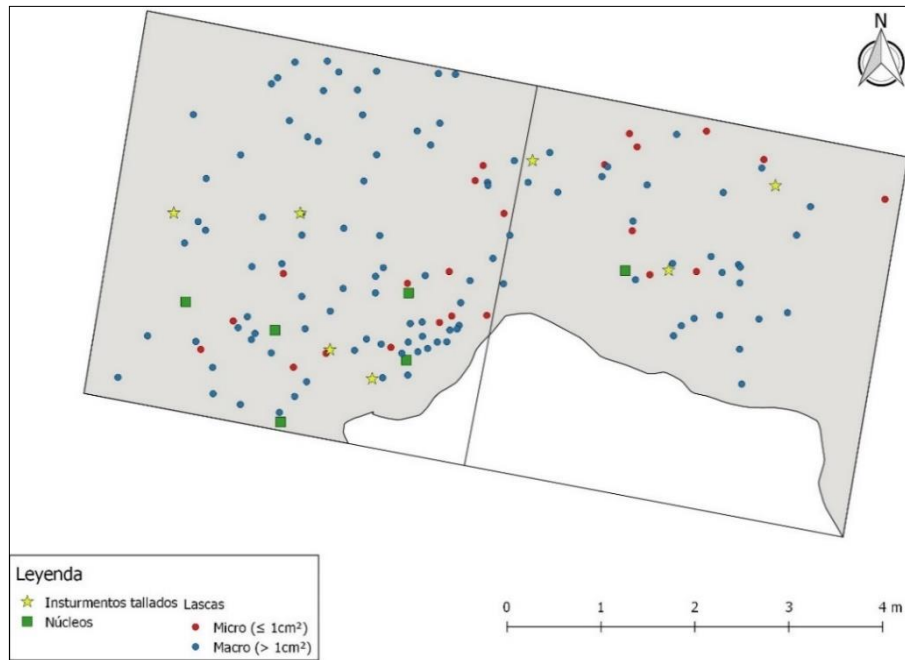 N
Leyenda
Insturmentos tallados Lascas
Núcleos
Micro (≤ 1cm²)
Macro (> 1cm²)
0 1 2 3 4 m